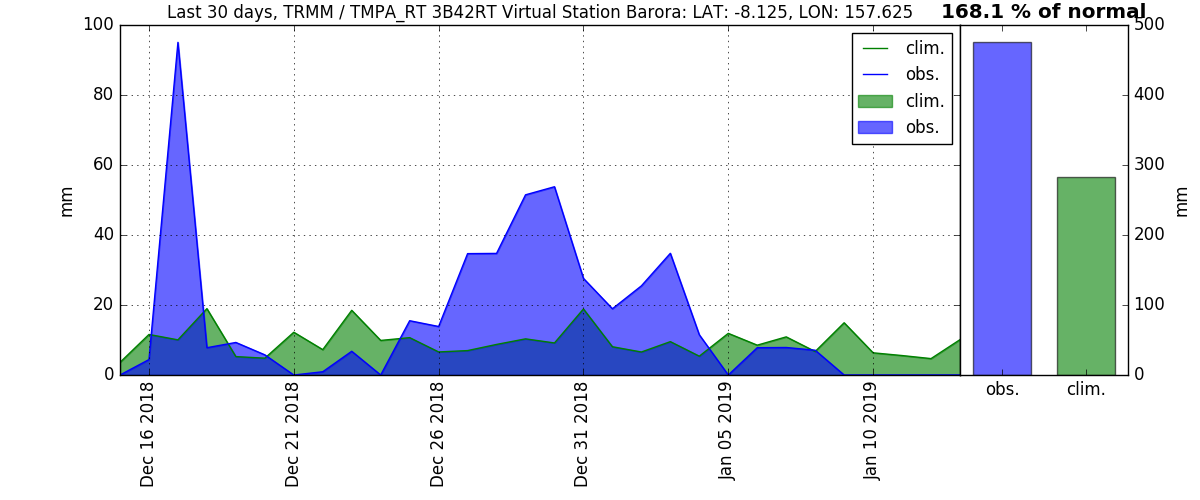 Last 30 days, TRMM / TMPA_RT 3B42RT Virtual Station Barora: LAT: -8.125, LON: 157.625
168.1 % of normal
100
80
60
40
20
0
mm
clim.
obs.
clim.
obs.
500
400
300
200
100
0
mm
Dec 16 2018
Dec 21 2018
Dec 26 2018
Dec 31 2018
Jan 05 2019
Jan 10 2019
obs.
clim.